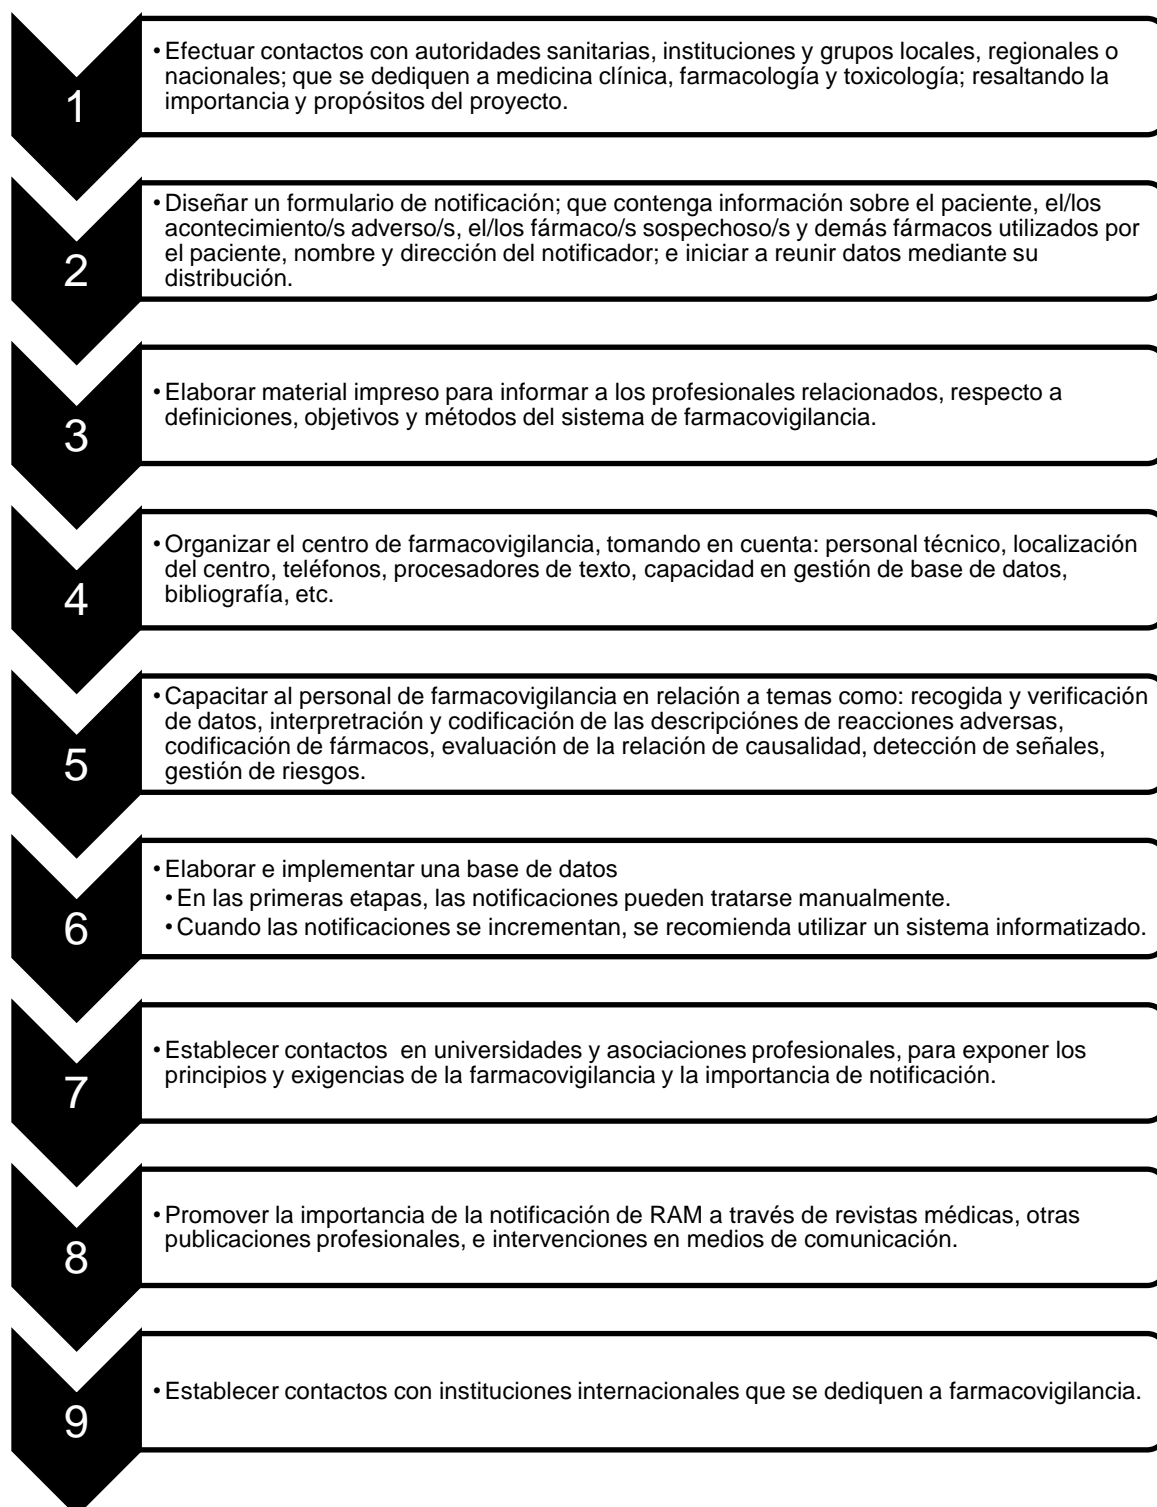 1
• Efectuar contactos con autoridades sanitarias, instituciones y grupos locales, regionales o
nacionales; que se dediquen a medicina clínica, farmacología y toxicología; resaltando la
importancia y propósitos del proyecto.
2
• Diseñar un formulario de notificación; que contenga información sobre el paciente, el/los
acontecimiento/s adverso/s, el/los fármaco/s sospechoso/s y demás fármacos utilizados por
el paciente, nombre y dirección del notificador; e iniciar a reunir datos mediante su
distribución.
3
• Elaborar material impreso para informar a los profesionales relacionados, respecto a
definiciones, objetivos y métodos del sistema de farmacovigilancia.
4
• Organizar el centro de farmacovigilancia, tomando en cuenta: personal técnico, localización
del centro, teléfonos, procesadores de texto, capacidad en gestión de base de datos,
bibliografía, etc.
5
• Capacitar al personal de farmacovigilancia en relación a temas como: recogida y verificación
de datos, interpretración y codificación de las descripciónes de reacciones adversas,
codificación de fármacos, evaluación de la relación de causalidad, detección de señales,
gestión de riesgos.
6
• Elaborar e implementar una base de datos
• En las primeras etapas, las notificaciones pueden tratarse manualmente.
• Cuando las notificaciones se incrementan, se recomienda utilizar un sistema informatizado.
7
• Establecer contactos  en universidades y asociaciones profesionales, para exponer los
principios y exigencias de la farmacovigilancia y la importancia de notificación.
8
• Promover la importancia de la notificación de RAM a través de revistas médicas, otras
publicaciones profesionales, e intervenciones en medios de comunicación.
9
• Establecer contactos con instituciones internacionales que se dediquen a farmacovigilancia.